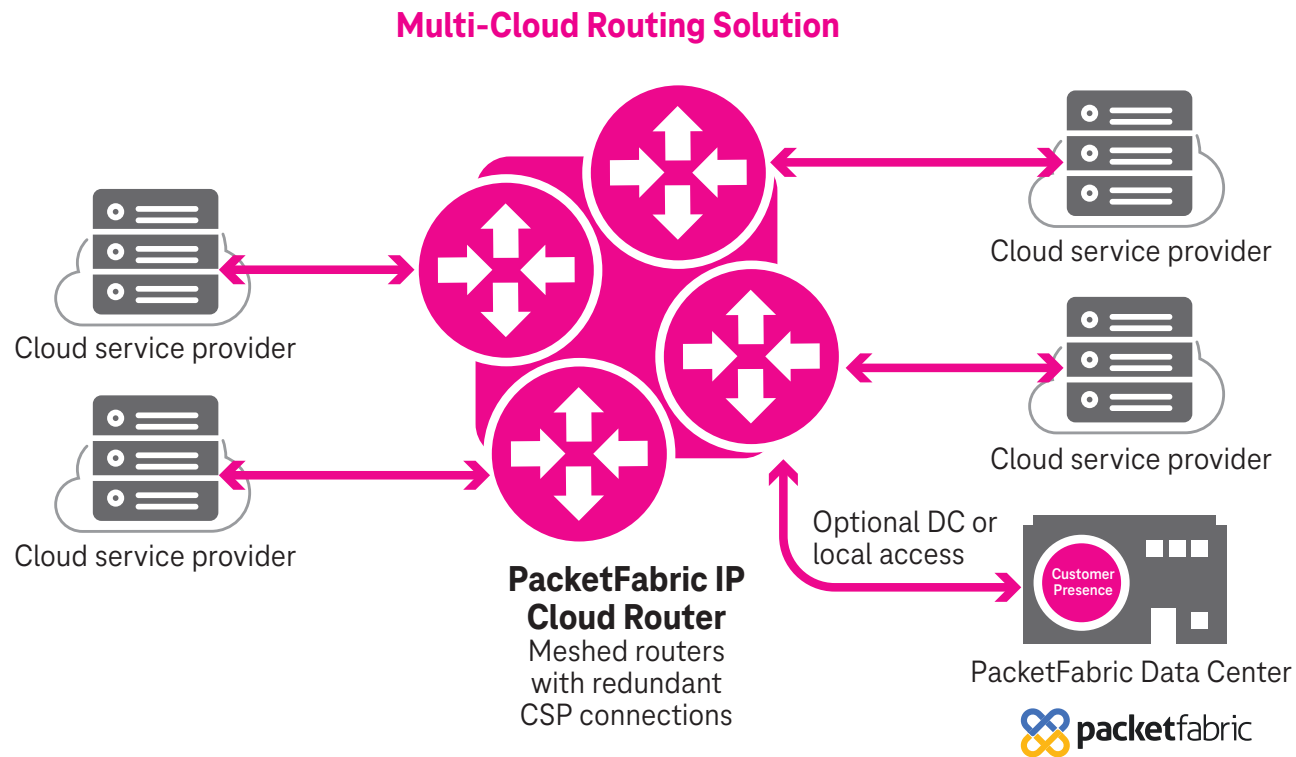 Multi-Cloud Routing Solution
Cloud service provider
Cloud service provider
Cloud service provider
Cloud service provider
Optional DC or
local access
Customer
Presence
PacketFabric IP
Cloud Router
Meshed routers
with redundant
CSP connections
PacketFabric Data Center
packetfabric